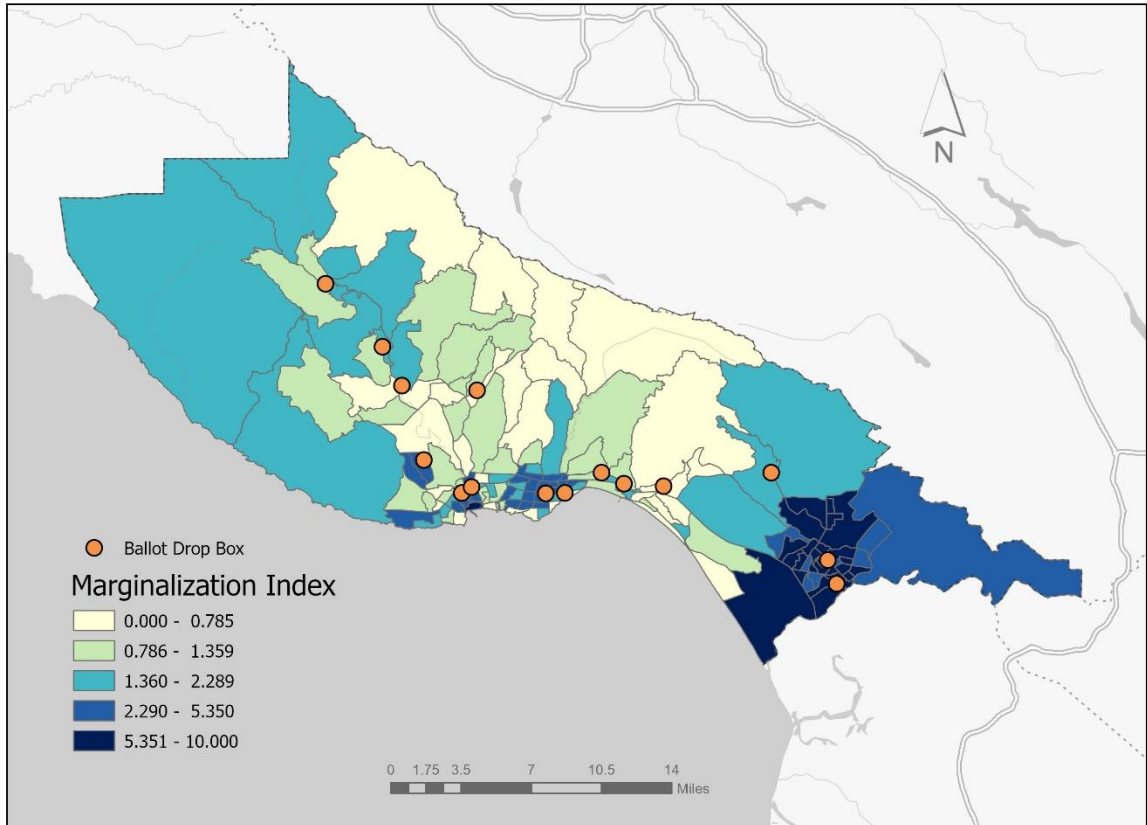 N
Ballot Drop Box
Marginalization Index
0.000 - 0.785
0.786 - 1.359
1.360 - 2.289
2.290 - 5.350
5.351 - 10.000
0 1.75 3.5 7 10.5 14
Miles